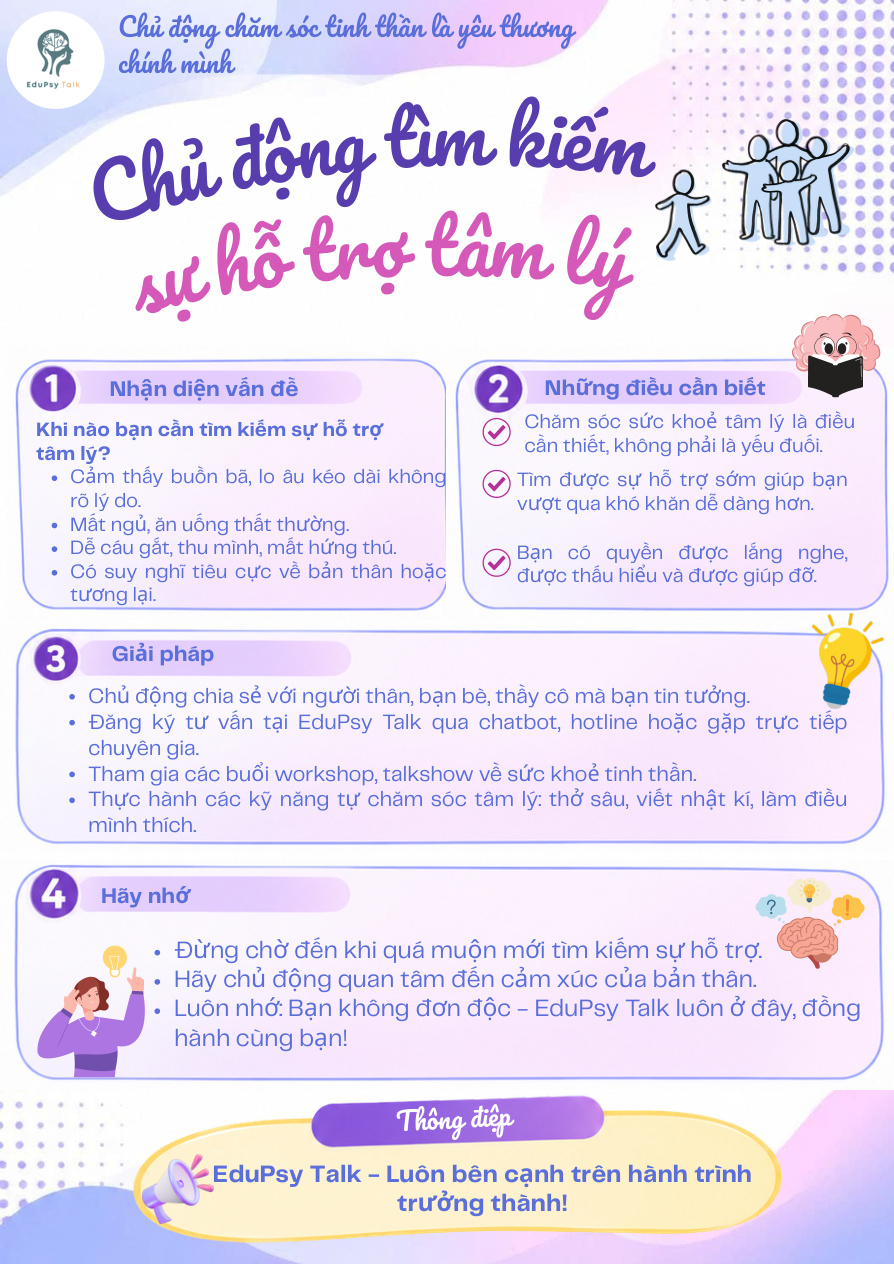 Chủ động chăm sóc tinh thần là yêu thương
chính mình
EduPsy Talk
Chủ động tìm kiếm
sự hỗ trợ tâm lý
1 Nhận diện vấn đề
Khi nào bạn cần tìm kiếm sự hỗ trợ
tâm lý?
• Cảm thấy buồn bã, lo âu kéo dài không
rõ lý do.
• Mất ngủ, ăn uống thất thường.
• Dễ cáu gắt, thu mình, mất hứng thú.
• Có suy nghĩ tiêu cực về bản thân hoặc
tương lai.
2 Những điều cần biết
Chăm sóc sức khoẻ tâm lý là điều
cần thiết, không phải là yếu đuối.
Tìm được sự hỗ trợ sớm giúp bạn
vượt qua khó khăn dễ dàng hơn.
Bạn có quyền được lắng nghe,
được thấu hiểu và được giúp đỡ.
3 Giải pháp
• Chủ động chia sẻ với người thân, bạn bè, thầy cô mà bạn tin tưởng.
• Đăng ký tư vấn tại EduPsy Talk qua chatbot, hotline hoặc gặp trực tiếp
chuyên gia.
• Tham gia các buổi workshop, talkshow về sức khoẻ tinh thần.
• Thực hành các kỹ năng tự chăm sóc tâm lý: thở sâu, viết nhật kí, làm điều
mình thích.
4 Hãy nhớ
? !
• Đừng chờ đến khi quá muộn mới tìm kiếm sự hỗ trợ.
• Hãy chủ động quan tâm đến cảm xúc của bản thân.
• Luôn nhớ: Bạn không đơn độc – EduPsy Talk luôn ở đây, đồng
hành cùng bạn!
Thông điệp
EduPsy Talk – Luôn bên cạnh trên hành trình
trưởng thành!